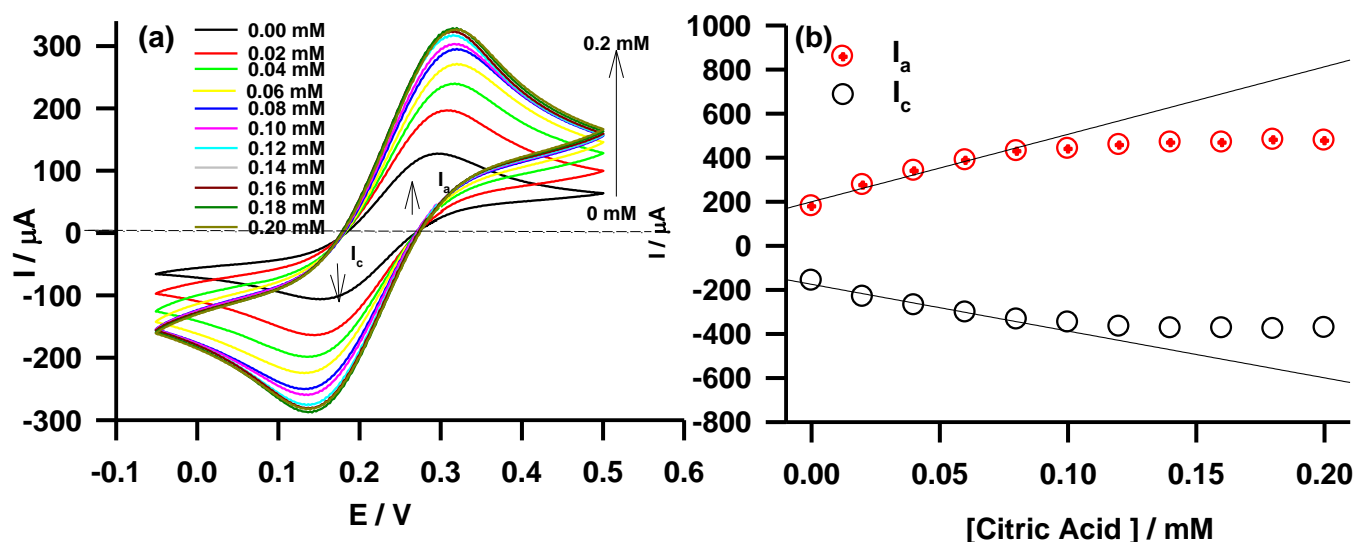 (a)
0.00 mM
0.02 mM
0.04 mM
0.06 mM
0.08 mM
0.10 mM
0.12 mM
0.14 mM
0.16 mM
0.18 mM
0.20 mM
0.2 mM
0 mM
Ia
Ic
300
200
100
0
-100
-200
-300
I / μA
-0.1 0.0 0.1 0.2 0.3 0.4 0.5 0.6
E / V
(b)
Ia
Ic
1000
800
600
400
200
0
-200
-400
-600
-800
I / μA
0.00 0.05 0.10 0.15 0.20
[Citric Acid ] / mM